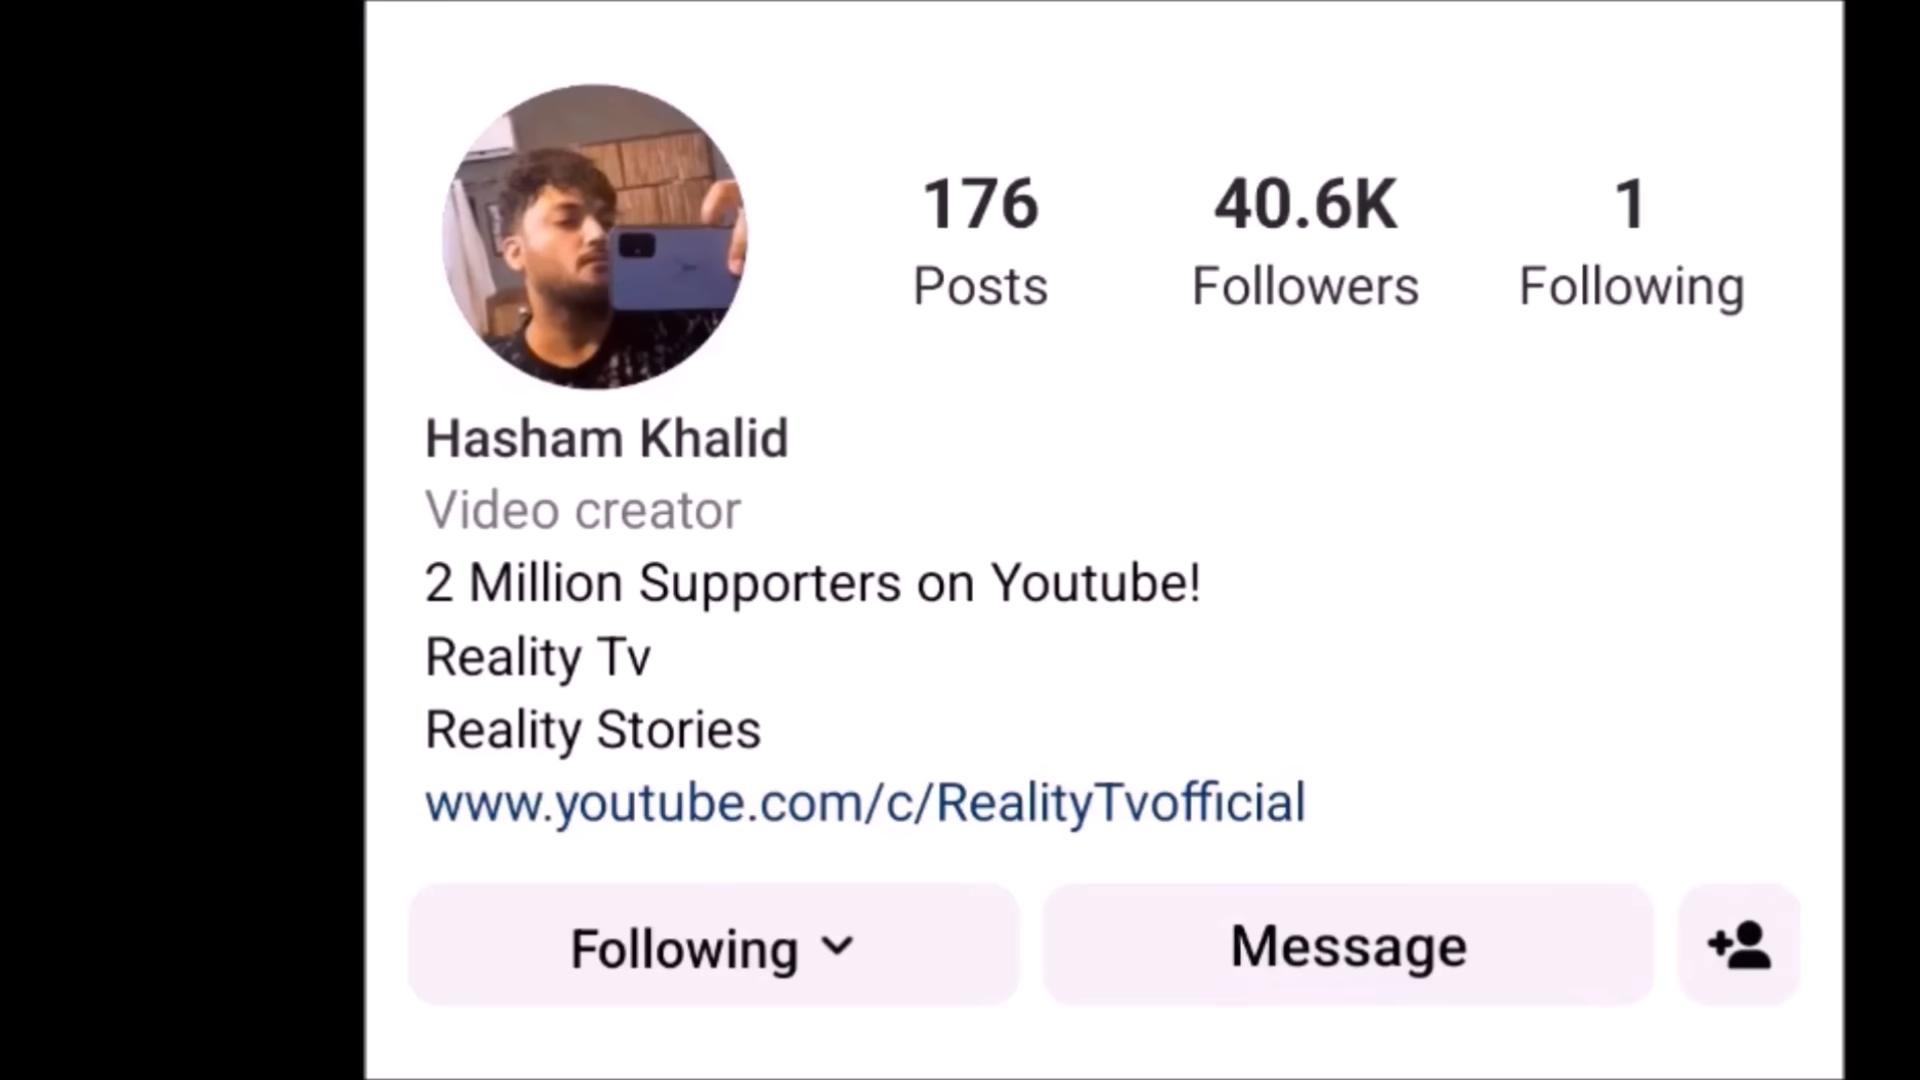 176 40.6K 1
Posts Followers Following
Hasham Khalid
Video creator
2 Million Supporters on Youtube!
Reality Tv
Reality Stories
www.youtube.com/c/RealityTvofficial
Following Message